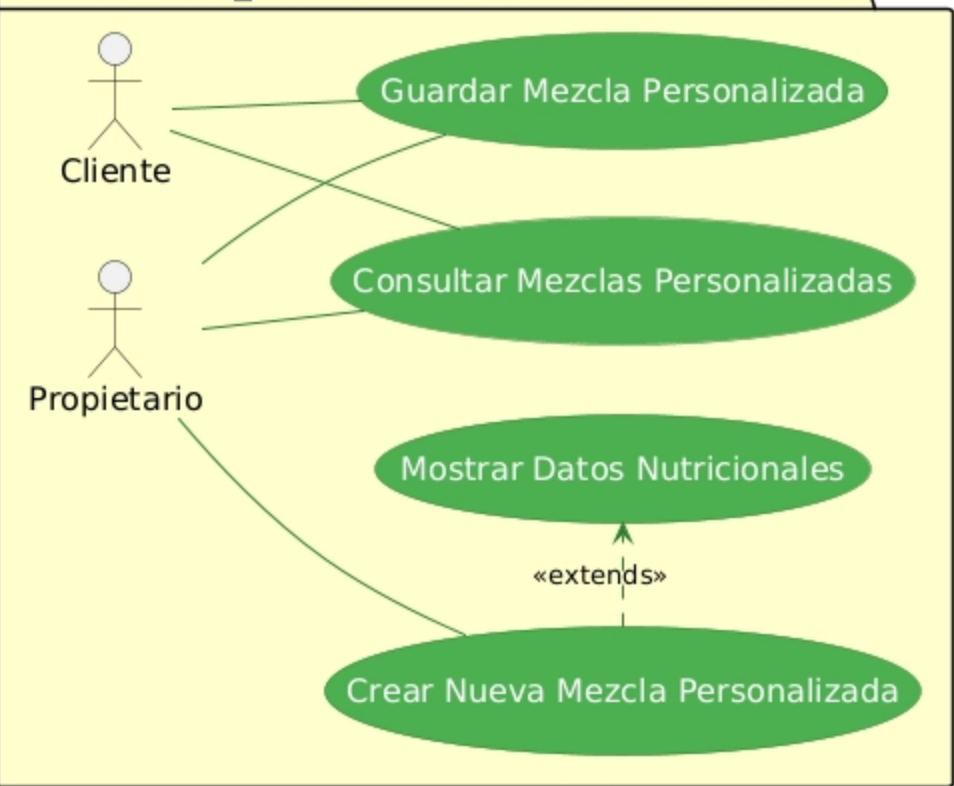 Guardar Mezcla Personalizada
Cliente
Consultar Mezclas Personalizadas
Propietario
Mostrar Datos Nutricionales
«extends»
Crear Nueva Mezcla Personalizada